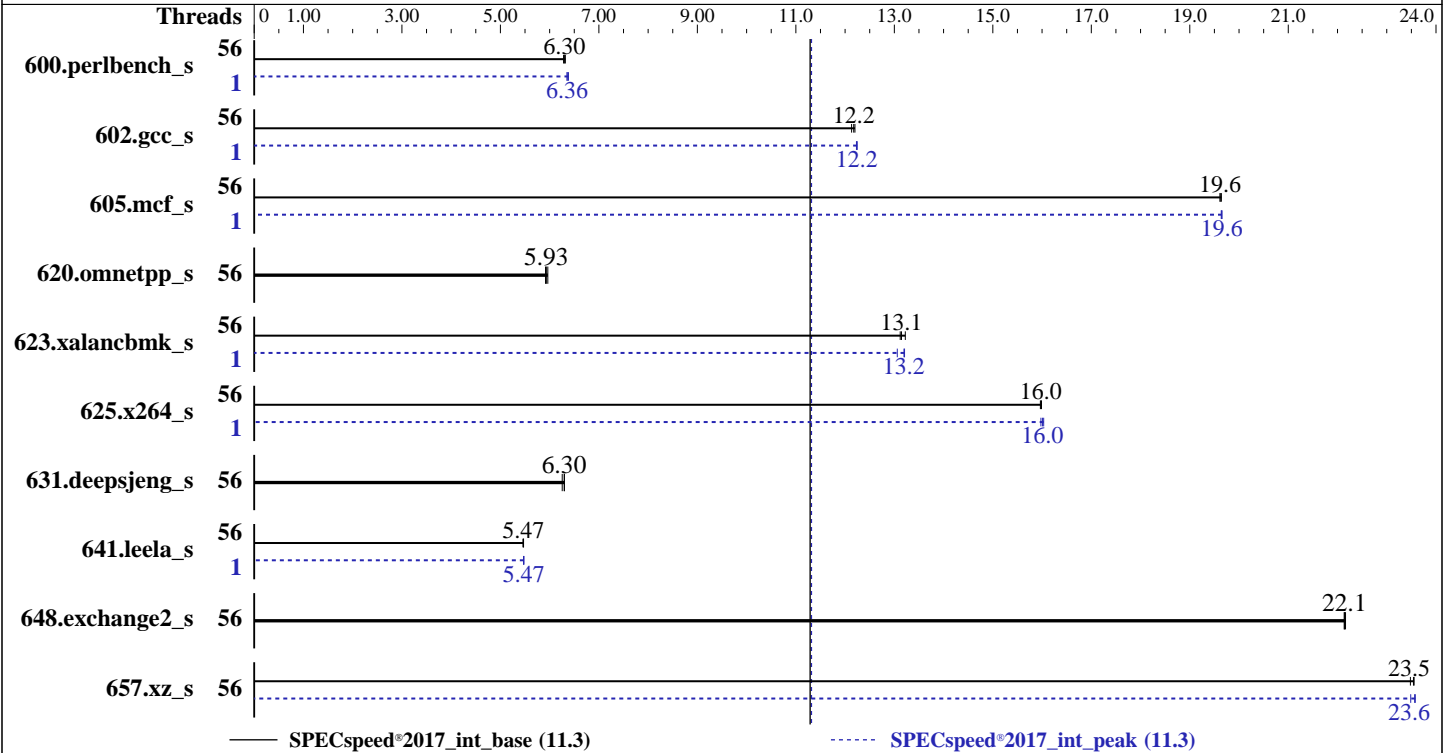 Threads 0 1.00 3.00 5.00 7.00 9.00 11.0 13.0 15.0 17.0 19.0 21.0 24.0
600.perlbench_s 56 6.30
1 6.36
602.gcc_s 56 12.2
1 12.2
605.mcf_s 56 19.6
1 19.6
620.omnetpp_s 56 5.93
623.xalancbmk_s 56 13.1
1 13.2
625.x264_s 56 16.0
1 16.0
631.deepsjeng_s 56 6.30
641.leela_s 56 5.47
1 5.47
648.exchange2_s 56 22.1
657.xz_s 56 23.5
23.6
SPECspeed®2017_int_base (11.3) SPECspeed®2017_int_peak (11.3)